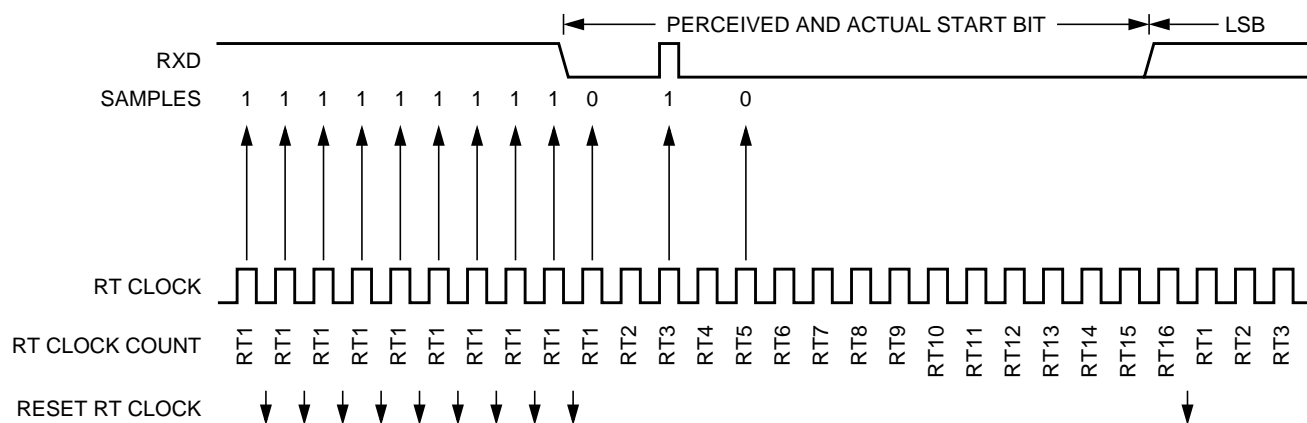 PERCEIVED AND ACTUAL START BIT LSB
RXD
SAMPLES 1 1 1 1 1 1 1 1 1 0 1 0
RT CLOCK
RT CLOCK COUNT RT1 RT1 RT1 RT1 RT1 RT1 RT1 RT1 RT1 RT1 RT2 RT3 RT4 RT5 RT6 RT7 RT8 RT9 RT10 RT11 RT12 RT13 RT14 RT15 RT16 RT1 RT2 RT3
RESET RT CLOCK